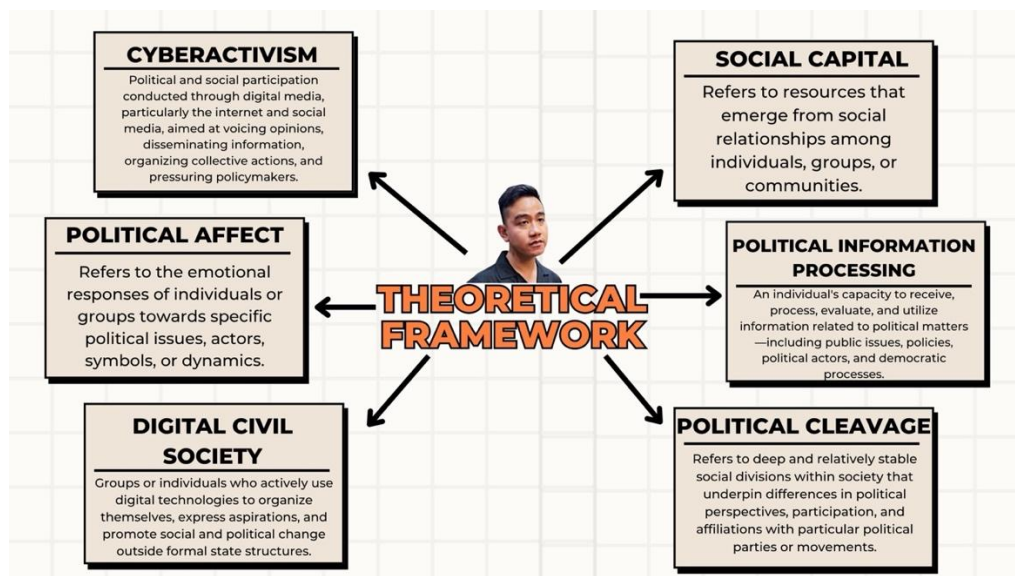 CYBERACTIVISM
Political and social participation
conducted through digital media,
particularly the internet and social
media, aimed at voicing opinions,
disseminating information,
organizing collective actions, and
pressuring policymakers.
SOCIAL CAPITAL
Refers to resources that
emerge from social
relationships among
individuals, groups, or
communities.
POLITICAL AFFECT
Refers to the emotional
responses of individuals or
groups towards specific
political issues, actors,
symbols, or dynamics.
THEORETICAL
FRAMEWORK
POLITICAL INFORMATION
PROCESSING
An individual's capacity to receive,
process, evaluate, and utilize
information related to political matters
—including public issues, policies,
political actors, and democratic
processes.
DIGITAL CIVIL
SOCIETY
Groups or individuals who actively use
digital technologies to organize
themselves, express aspirations, and
promote social and political change
outside formal state structures.
POLITICAL CLEAVAGE
Refers to deep and relatively stable
social divisions within society that
underpin differences in political
perspectives, participation, and
affiliations with particular political
parties or movements.